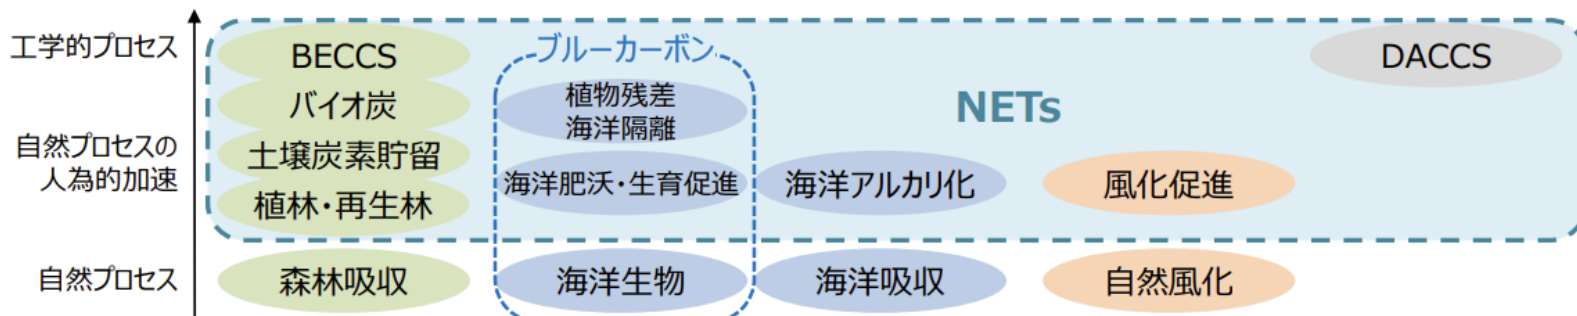 工学的プロセス
BECCS
ブルーカーボン
DACCS
バイオ炭
植物残差
海洋隔離
NETs
自然プロセスの
人為的加速
土壌炭素貯留
海洋肥沃・生育促進
海洋アルカリ化
風化促進
植林・再生林
自然プロセス
森林吸収
海洋生物
海洋吸収
自然風化